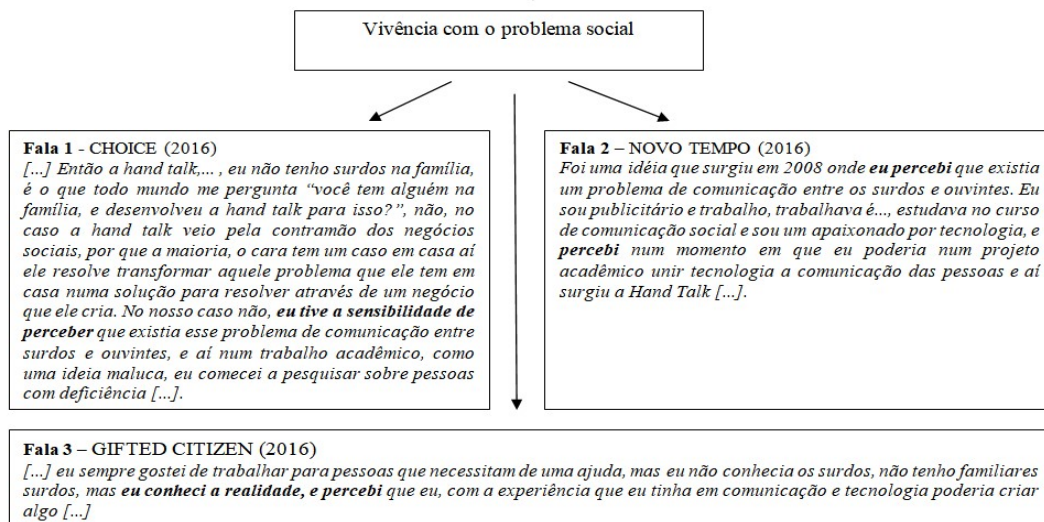 Vivência com o problema social
Fala 1 - CHOICE (2016)
[...] Então a hand talk,... , eu não tenho surdos na família,
é o que todo mundo me pergunta “você tem alguém na
família, e desenvolveu a hand talk para isso?”, não, no
caso a hand talk veio pela contramão dos negócios
sociais, por que a maioria, o cara tem um caso em casa aí
ele resolve transformar aquele problema que ele tem em
casa numa solução para resolver através de um negócio
que ele cria. No nosso caso não, eu tive a sensibilidade de
perceber que existia esse problema de comunicação entre
surdos e ouvintes, e aí num trabalho acadêmico, como
uma ideia maluca, eu comecei a pesquisar sobre pessoas
com deficiência [...].
Fala 2 – NOVO TEMPO (2016)
Foi uma idéia que surgiu em 2008 onde eu percebi que existia
um problema de comunicação entre os surdos e ouvintes. Eu
sou publicitário e trabalho, trabalhava é..., estudava no curso
de comunicação social e sou um apaixonado por tecnologia, e
percebi num momento em que eu poderia num projeto
acadêmico unir tecnologia a comunicação das pessoas e aí
surgiu a Hand Talk [...].
Fala 3 – GIFTED CITIZEN (2016)
[...] eu sempre gostei de trabalhar para pessoas que necessitam de uma ajuda, mas eu não conhecia os surdos, não tenho familiares
surdos, mas eu conheci a realidade, e percebi que eu, com a experiência que eu tinha em comunicação e tecnologia poderia criar
algo [...]